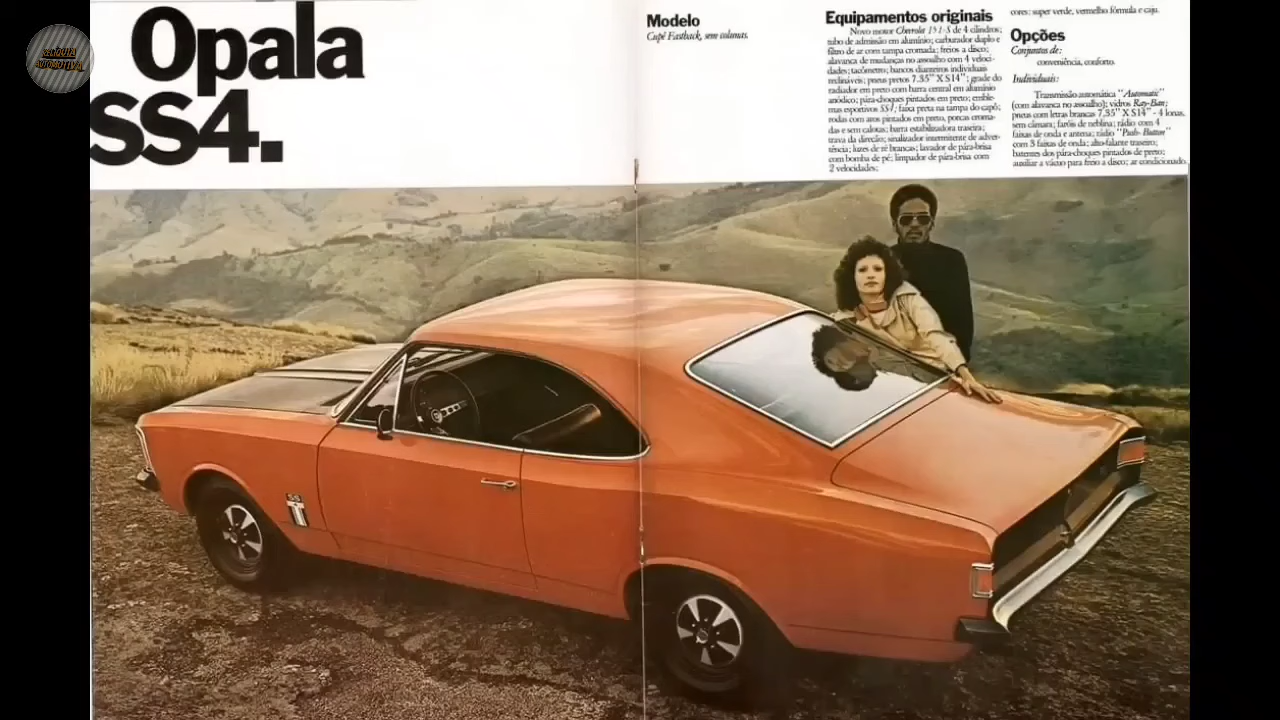 Opala
SS4.
Modelo
Cupê Fastback, sem colunas.
Equipamentos originais
Novo motor Chevrolet 151-S de 4 cilindros;
tubo de admissão em alumínio; carburador duplo e
filtro de ar com tampa cromada; freios a disco;
alavanca de mudanças no assoalho com 4 veloci-
dades; tacômetro; bancos dianteiros individuais
reclináveis; pneus pretos 7.35" X S14"; grade do
radiador em preto com barra central em alumínio
anódico; pára-choques pintados em preto; emble-
mas esportivos SS4; faixa preta na tampa do capô;
rodas com aros pintados em preto, porcas croma-
das e sem calotas; barra estabilizadora traseira;
trava da direção; sinalizador intermitente de adver-
tência; luzes de ré brancas; lavador de pára-brisa
com bomba de pé; limpador de pára-brisa com
2 velocidades;
cores: super verde, vermelho fórmula e caju.
Opções
Conjuntos de:
conveniência, conforto.
Individuais:
Transmissão automática "Automatic"
(com alavanca no assoalho); vidros Ray-Ban;
pneus com letras brancas 7,35" X S14" - 4 lonas,
sem câmara; faróis de neblina; rádio com 4
faixas de onda e antena; rádio "Push-Button"
com 3 faixas de onda; alto-falante traseiro;
batentes dos pára-choques pintados de preto;
auxiliar a vácuo para freio a disco; ar condicionado.